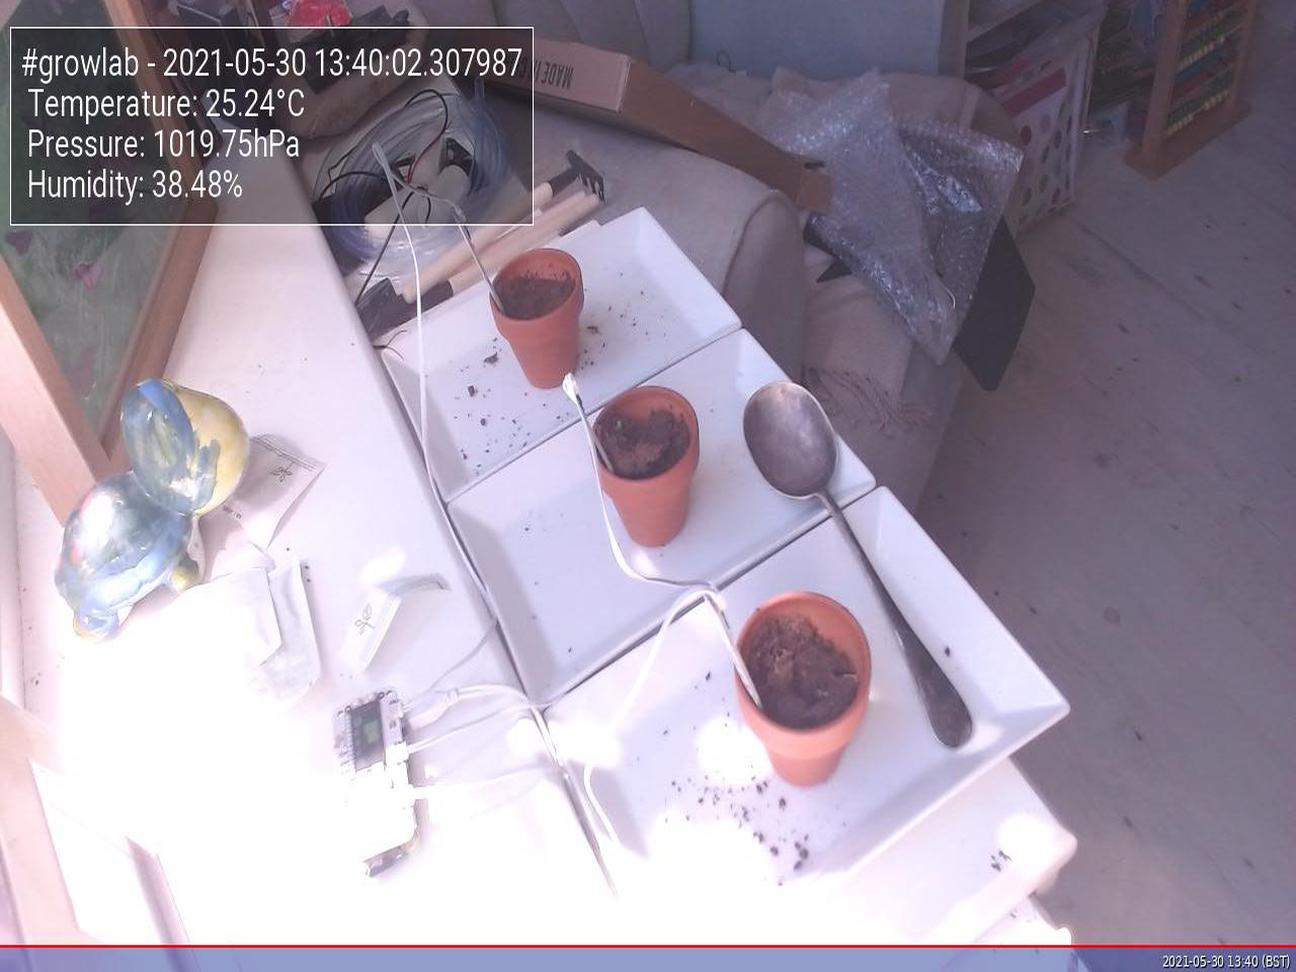 #growlab - 2021-05-30 13:40:02.307987
Temperature: 25.24°C
Pressure: 1019.75hPa
Humidity: 38.48%
MADE IN
2021-05-30 13:40 (BST)